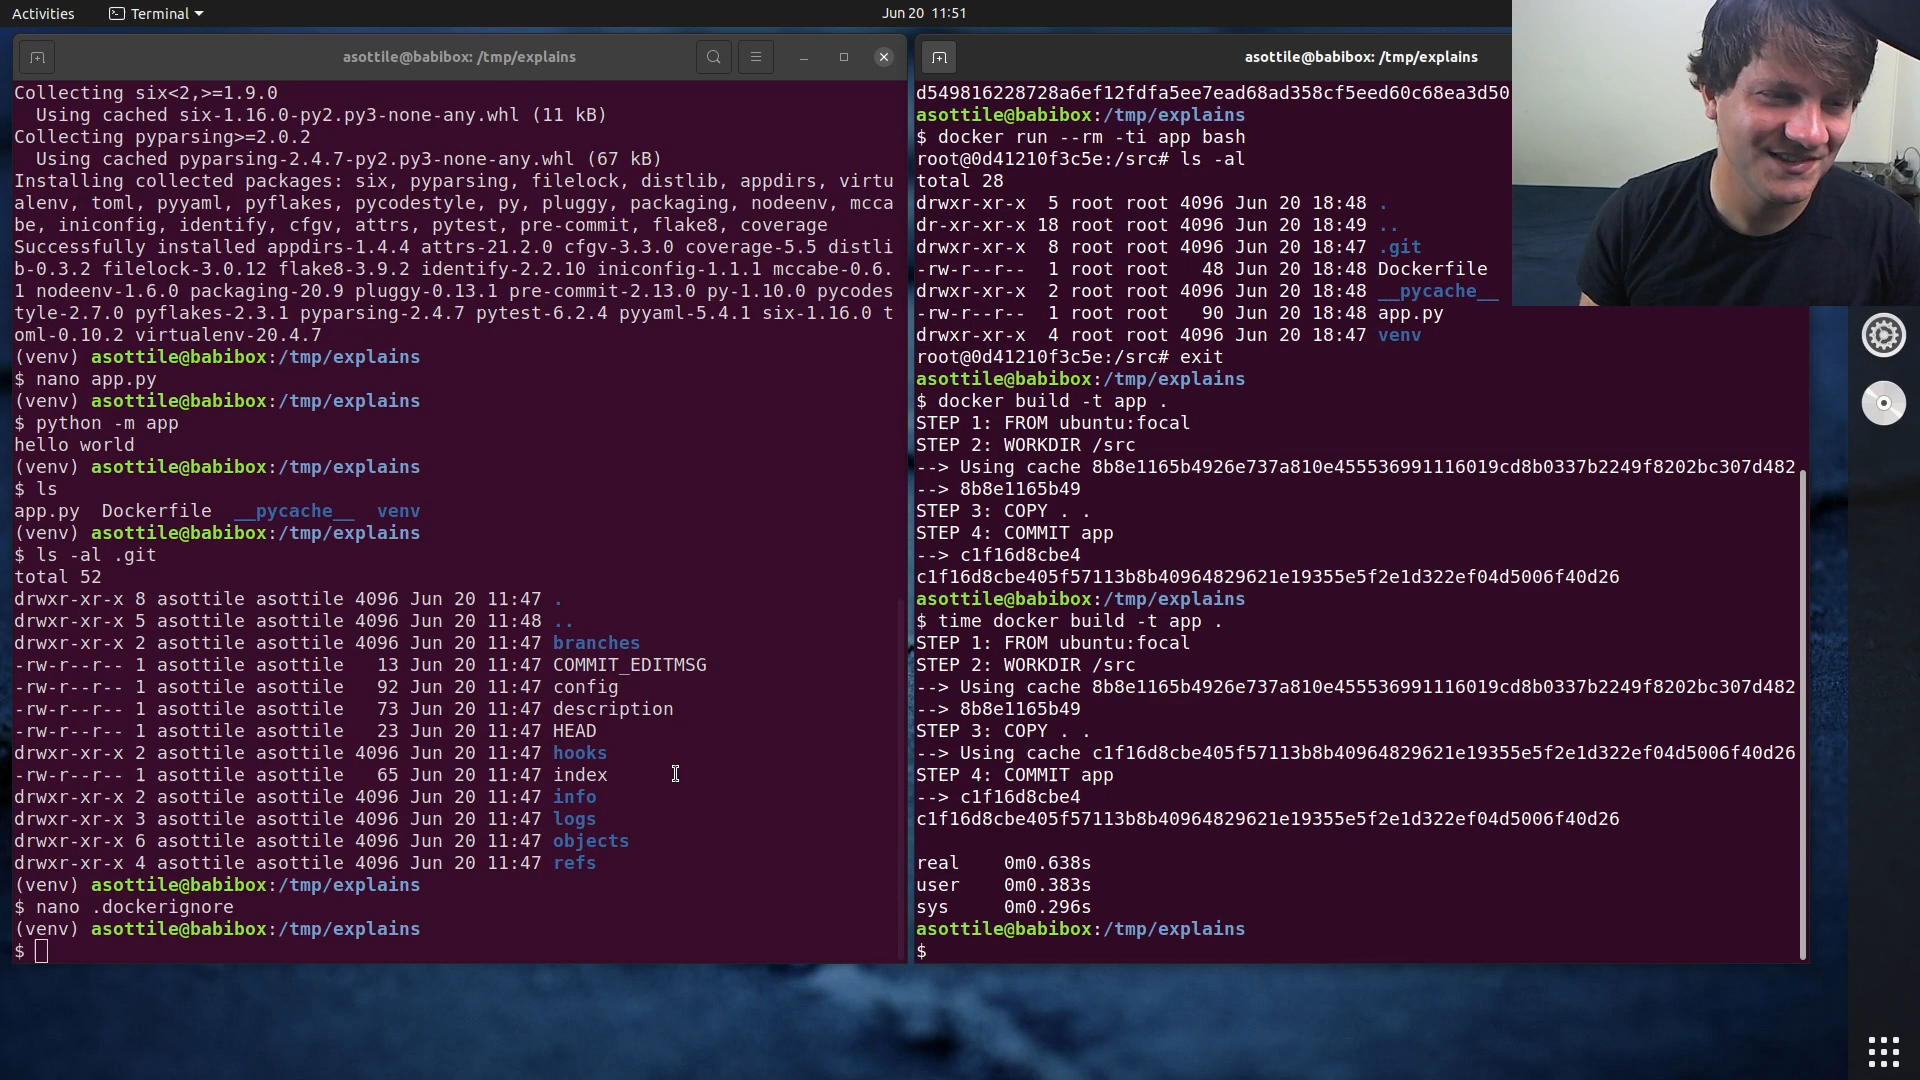 Activities
Terminal
Jun 20 11:51
asottile@babibox: /tmp/explains
Collecting six<2,>=1.9.0
  Using cached six-1.16.0-py2.py3-none-any.whl (11 kB)
Collecting pyparsing>=2.0.2
  Using cached pyparsing-2.4.7-py2.py3-none-any.whl (67 kB)
Installing collected packages: six, pyparsing, filelock, distlib, appdirs, virtu
alenv, toml, pyyaml, pyflakes, pycodestyle, py, pluggy, packaging, nodeenv, mcca
be, iniconfig, identify, cfgv, attrs, pytest, pre-commit, flake8, coverage
Successfully installed appdirs-1.4.4 attrs-21.2.0 cfgv-3.3.0 coverage-5.5 distli
b-0.3.2 filelock-3.0.12 flake8-3.9.2 identify-2.2.10 iniconfig-1.1.1 mccabe-0.6.
1 nodeenv-1.6.0 packaging-20.9 pluggy-0.13.1 pre-commit-2.13.0 py-1.10.0 pycodes
tyle-2.7.0 pyflakes-2.3.1 pyparsing-2.4.7 pytest-6.2.4 pyyaml-5.4.1 six-1.16.0 t
oml-0.10.2 virtualenv-20.4.7
(venv) asottile@babibox:/tmp/explains
$ nano app.py
(venv) asottile@babibox:/tmp/explains
$ python -m app
hello world
(venv) asottile@babibox:/tmp/explains
$ ls
app.py  Dockerfile  __pycache__  venv
(venv) asottile@babibox:/tmp/explains
$ ls -al .git
total 52
drwxr-xr-x 8 asottile asottile 4096 Jun 20 11:47 .
drwxr-xr-x 5 asottile asottile 4096 Jun 20 11:48 ..
drwxr-xr-x 2 asottile asottile 4096 Jun 20 11:47 branches
-rw-r--r-- 1 asottile asottile   13 Jun 20 11:47 COMMIT_EDITMSG
-rw-r--r-- 1 asottile asottile   92 Jun 20 11:47 config
-rw-r--r-- 1 asottile asottile   73 Jun 20 11:47 description
-rw-r--r-- 1 asottile asottile   23 Jun 20 11:47 HEAD
drwxr-xr-x 2 asottile asottile 4096 Jun 20 11:47 hooks
-rw-r--r-- 1 asottile asottile   65 Jun 20 11:47 index
drwxr-xr-x 2 asottile asottile 4096 Jun 20 11:47 info
drwxr-xr-x 3 asottile asottile 4096 Jun 20 11:47 logs
drwxr-xr-x 6 asottile asottile 4096 Jun 20 11:47 objects
drwxr-xr-x 4 asottile asottile 4096 Jun 20 11:47 refs
(venv) asottile@babibox:/tmp/explains
$ nano .dockerignore
(venv) asottile@babibox:/tmp/explains
$
asottile@babibox: /tmp/explains
d549816228728a6ef12fdfa5ee7ead68ad358cf5eed60c68ea3d50
asottile@babibox:/tmp/explains
$ docker run --rm -ti app bash
root@0d41210f3c5e:/src# ls -al
total 28
drwxr-xr-x  5 root root 4096 Jun 20 18:48 .
dr-xr-xr-x 18 root root 4096 Jun 20 18:49 ..
drwxr-xr-x  8 root root 4096 Jun 20 18:47 .git
-rw-r--r--  1 root root   48 Jun 20 18:48 Dockerfile
drwxr-xr-x  2 root root 4096 Jun 20 18:48 __pycache__
-rw-r--r--  1 root root   90 Jun 20 18:48 app.py
drwxr-xr-x  4 root root 4096 Jun 20 18:47 venv
root@0d41210f3c5e:/src# exit
asottile@babibox:/tmp/explains
$ docker build -t app .
STEP 1: FROM ubuntu:focal
STEP 2: WORKDIR /src
--> Using cache 8b8e1165b4926e737a810e455536991116019cd8b0337b2249f8202bc307d482
--> 8b8e1165b49
STEP 3: COPY . .
STEP 4: COMMIT app
--> c1f16d8cbe4
c1f16d8cbe405f57113b8b40964829621e19355e5f2e1d322ef04d5006f40d26
asottile@babibox:/tmp/explains
$ time docker build -t app .
STEP 1: FROM ubuntu:focal
STEP 2: WORKDIR /src
--> Using cache 8b8e1165b4926e737a810e455536991116019cd8b0337b2249f8202bc307d482
--> 8b8e1165b49
STEP 3: COPY . .
--> Using cache c1f16d8cbe405f57113b8b40964829621e19355e5f2e1d322ef04d5006f40d26
STEP 4: COMMIT app
--> c1f16d8cbe4
c1f16d8cbe405f57113b8b40964829621e19355e5f2e1d322ef04d5006f40d26
real    0m0.638s
user    0m0.383s
sys     0m0.296s
asottile@babibox:/tmp/explains
$